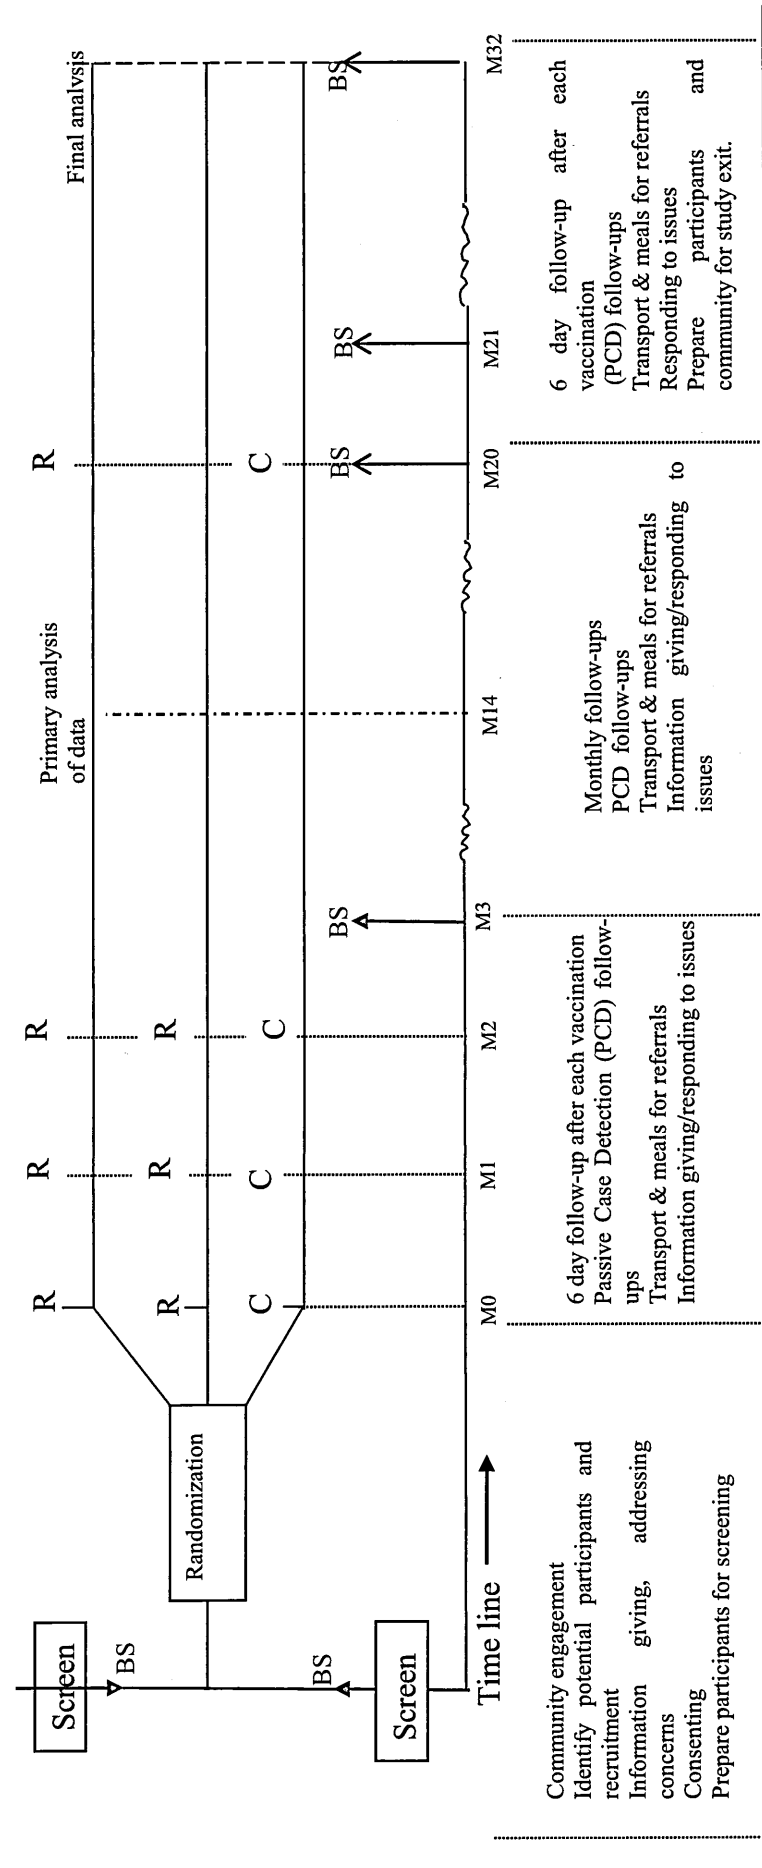 Final analysis
Primary analysis
of data
R
R
R
R
R
R
R
C
C
C
C
Screen
BS
Randomization
BS
Screen
BS
BS
BS
BS
Time line
M0
M1
M2
M3
M14
M20
M21
M32
Community engagement
Identify potential participants and
recruitment
Information giving, addressing
concerns
Consenting
Prepare participants for screening
6 day follow-up after each vaccination
Passive Case Detection (PCD) follow-
ups
Transport & meals for referrals
Information giving/responding to issues
Monthly follow-ups
PCD follow-ups
Transport & meals for referrals
Information giving/responding to
issues
6 day follow-up after each
vaccination
(PCD) follow-ups
Transport & meals for referrals
Responding to issues
Prepare participants and
community for study exit.